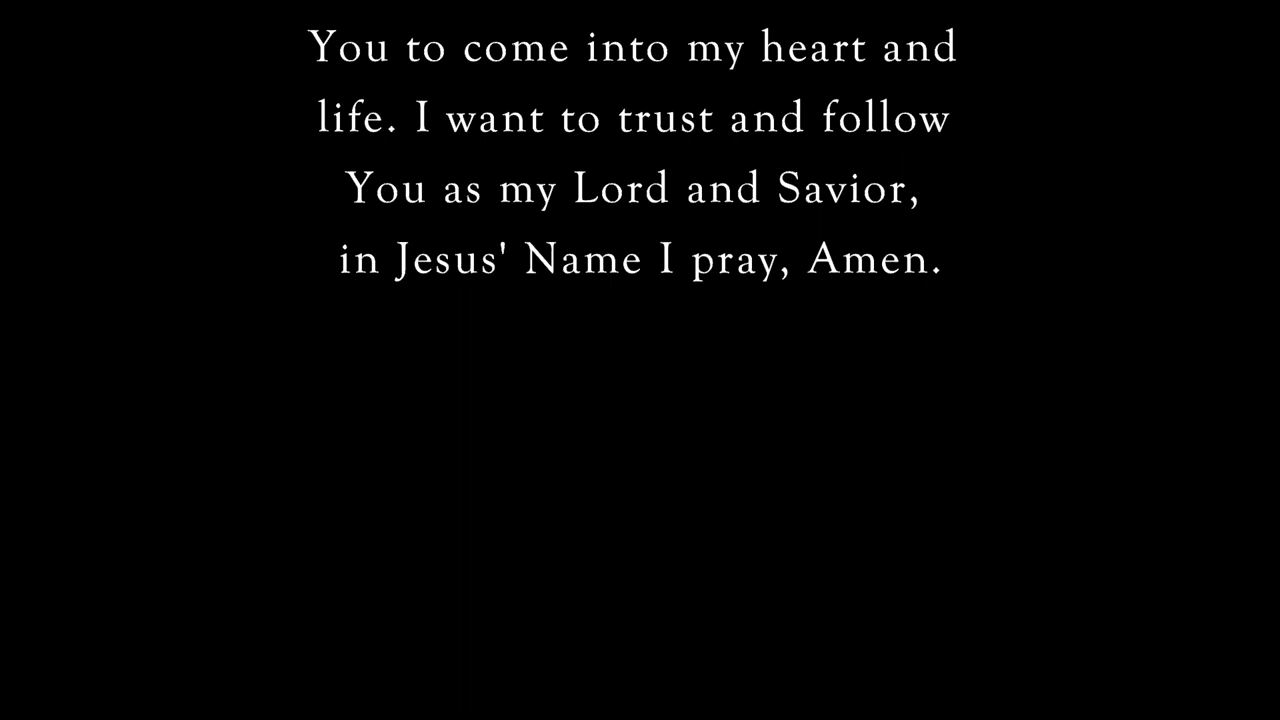 You to come into my heart and
life. I want to trust and follow
You as my Lord and Savior,
in Jesus' Name I pray, Amen.